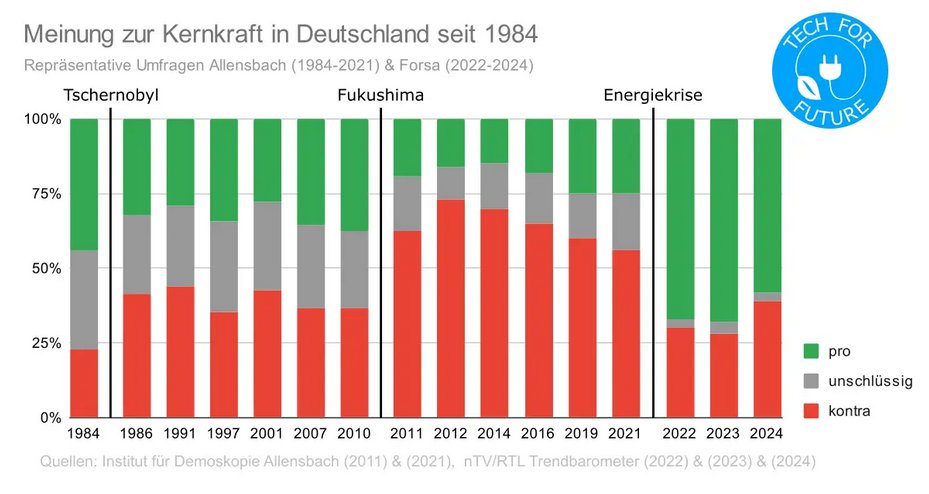 Meinung zur Kernkraft in Deutschland seit 1984
Repräsentative Umfragen Allensbach (1984-2021) & Forsa (2022-2024)
TECH FOR
FUTURE
Tschernobyl
Fukushima
Energiekrise
100%
75%
50%
25%
0%
1984 1986 1991 1997 2001 2007 2010 2011 2012 2014 2016 2019 2021 2022 2023 2024
pro
unschlüssig
kontra
Quellen: Institut für Demoskopie Allensbach (2011) & (2021), nTV/RTL Trendbarometer (2022) & (2023) & (2024)